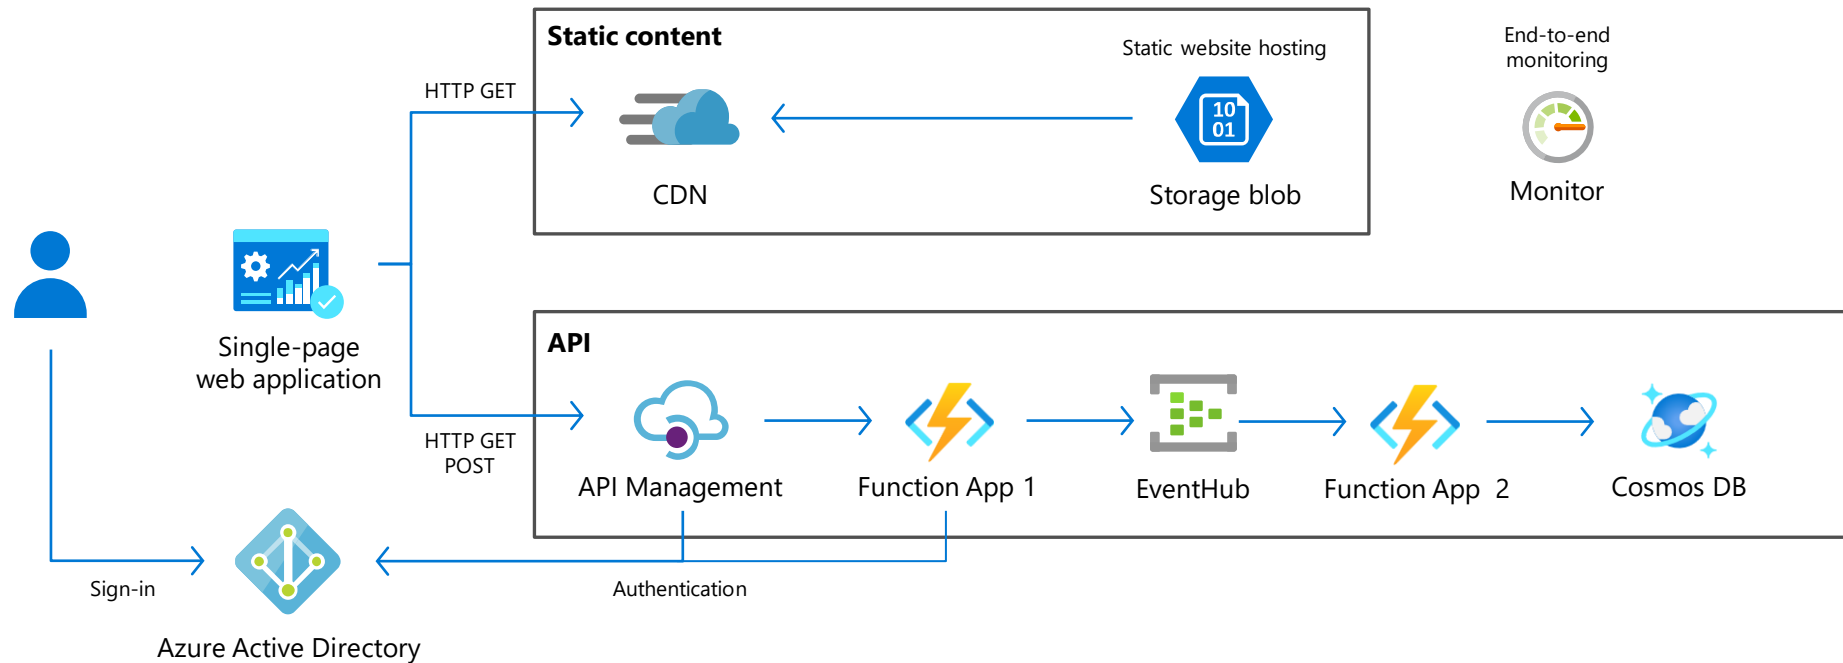 Static content
Static website hosting
End-to-end
monitoring
HTTP GET
10
01
CDN
Storage blob
Monitor
Single-page
web application
API
HTTP GET
POST
API Management
Function App 1
EventHub
Function App 2
Cosmos DB
Sign-in
Authentication
Azure Active Directory